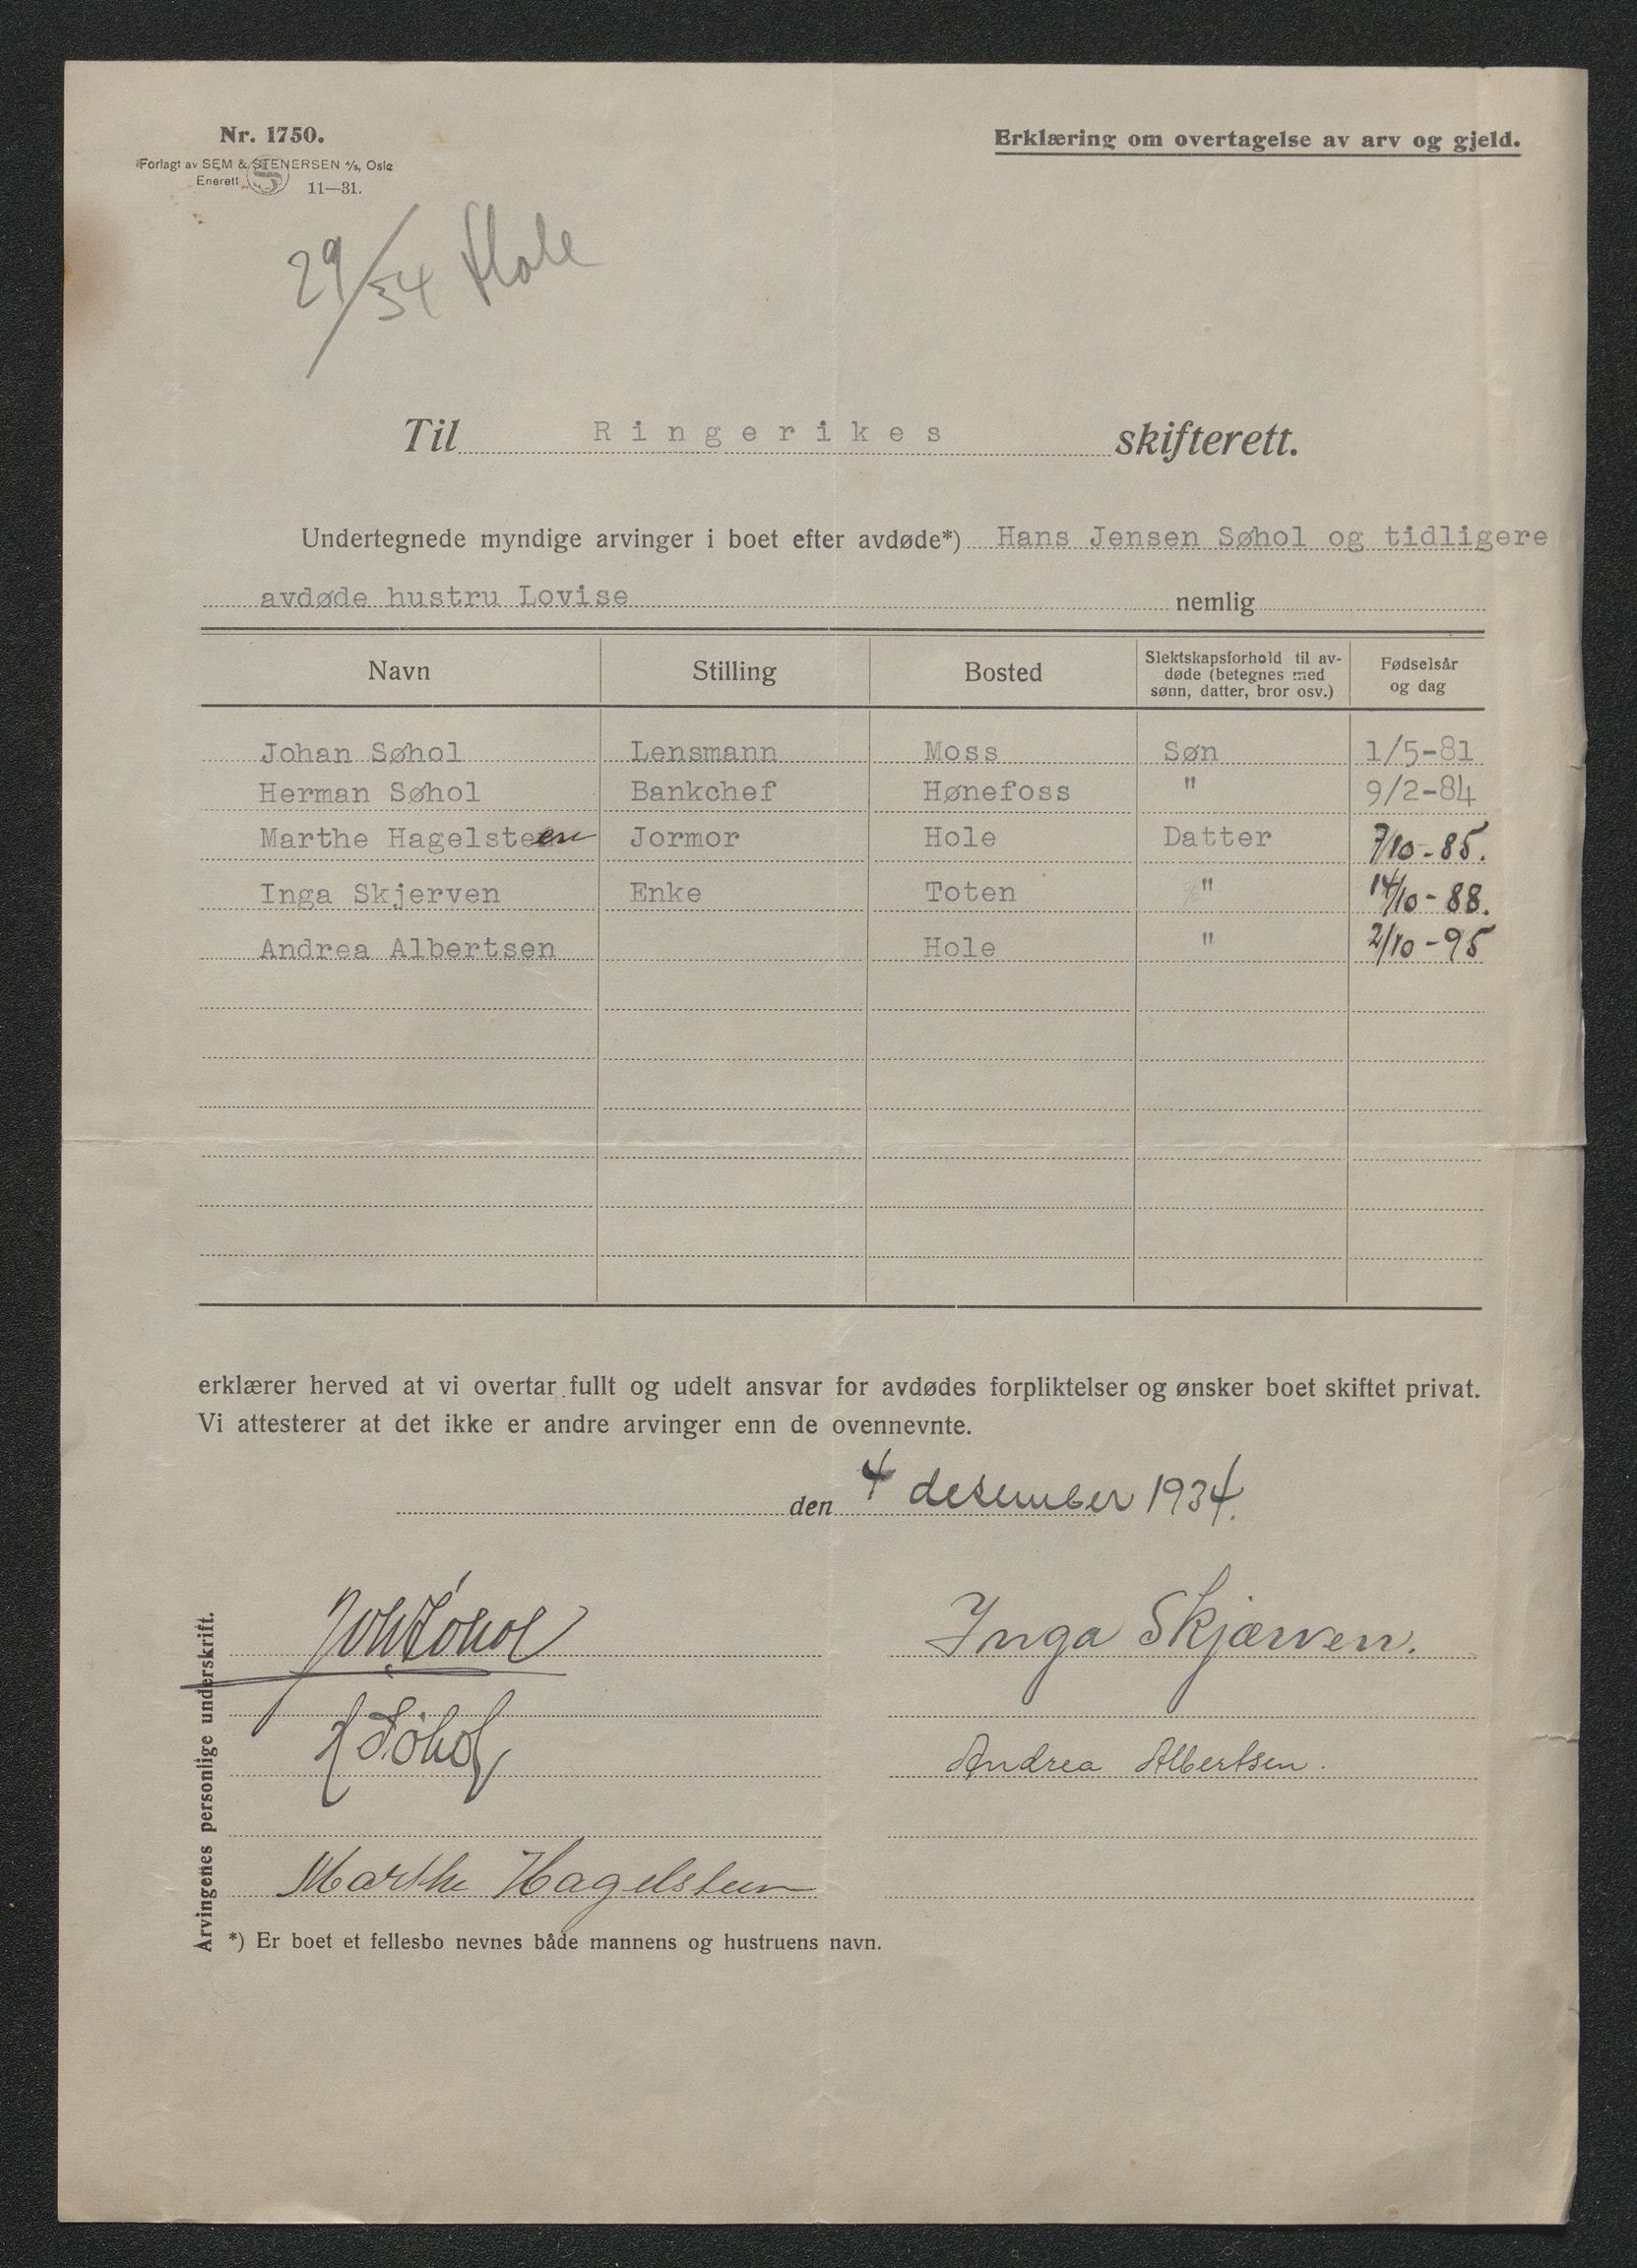 Nr. 1750.
Forlagt av SEM & STENERSEN A/s, Oslo
Enerett 11—31.
Erklæring om overtagelse av arv og gjeld.
29/34 Hole
Til Ringerikes skifterett.
Undertegnede myndige arvinger i boet efter avdøde*) Hans Jensen Søhol og tidligere
avdøde hustru Lovise nemlig
Navn Stilling Bosted Slektskapsforhold til av-døde (betegnes med sønn, datter, bror osv.) Fødselsår og dag
Johan Søhol Lensmann Moss Søn 1/5-81
Herman Søhol Bankchef Hønefoss " 9/2-84
Marthe Hagelsteen Jormor Hole Datter 7/10-85.
Inga Skjerven Enke Toten " 14/10-88.
Andrea Albertsen Hole " 2/10-95
erklærer herved at vi overtar fullt og udelt ansvar for avdødes forpliktelser og ønsker boet skiftet privat.
Vi attesterer at det ikke er andre arvinger enn de ovennevnte.
den 4 desember 1934.
Arvingenes personlige underskrift.
Joh Søhol
H Søhol
Marthe Hagelsteen
Inga Skjærven.
Andrea Albertsen.
*) Er boet et fellesbo nevnes både mannens og hustruens navn.